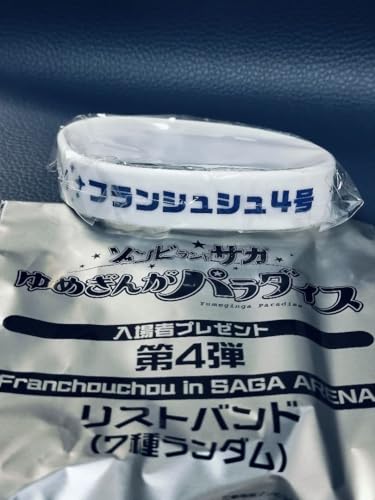 フランシュシュ4号
ゾンビランドサガ
ゆめぎんがパラダイス
Yumeginga Paradise
入場者プレゼント
第4弾
Franchouchou in SAGA ARENA
リストバンド
(7種ランダム)